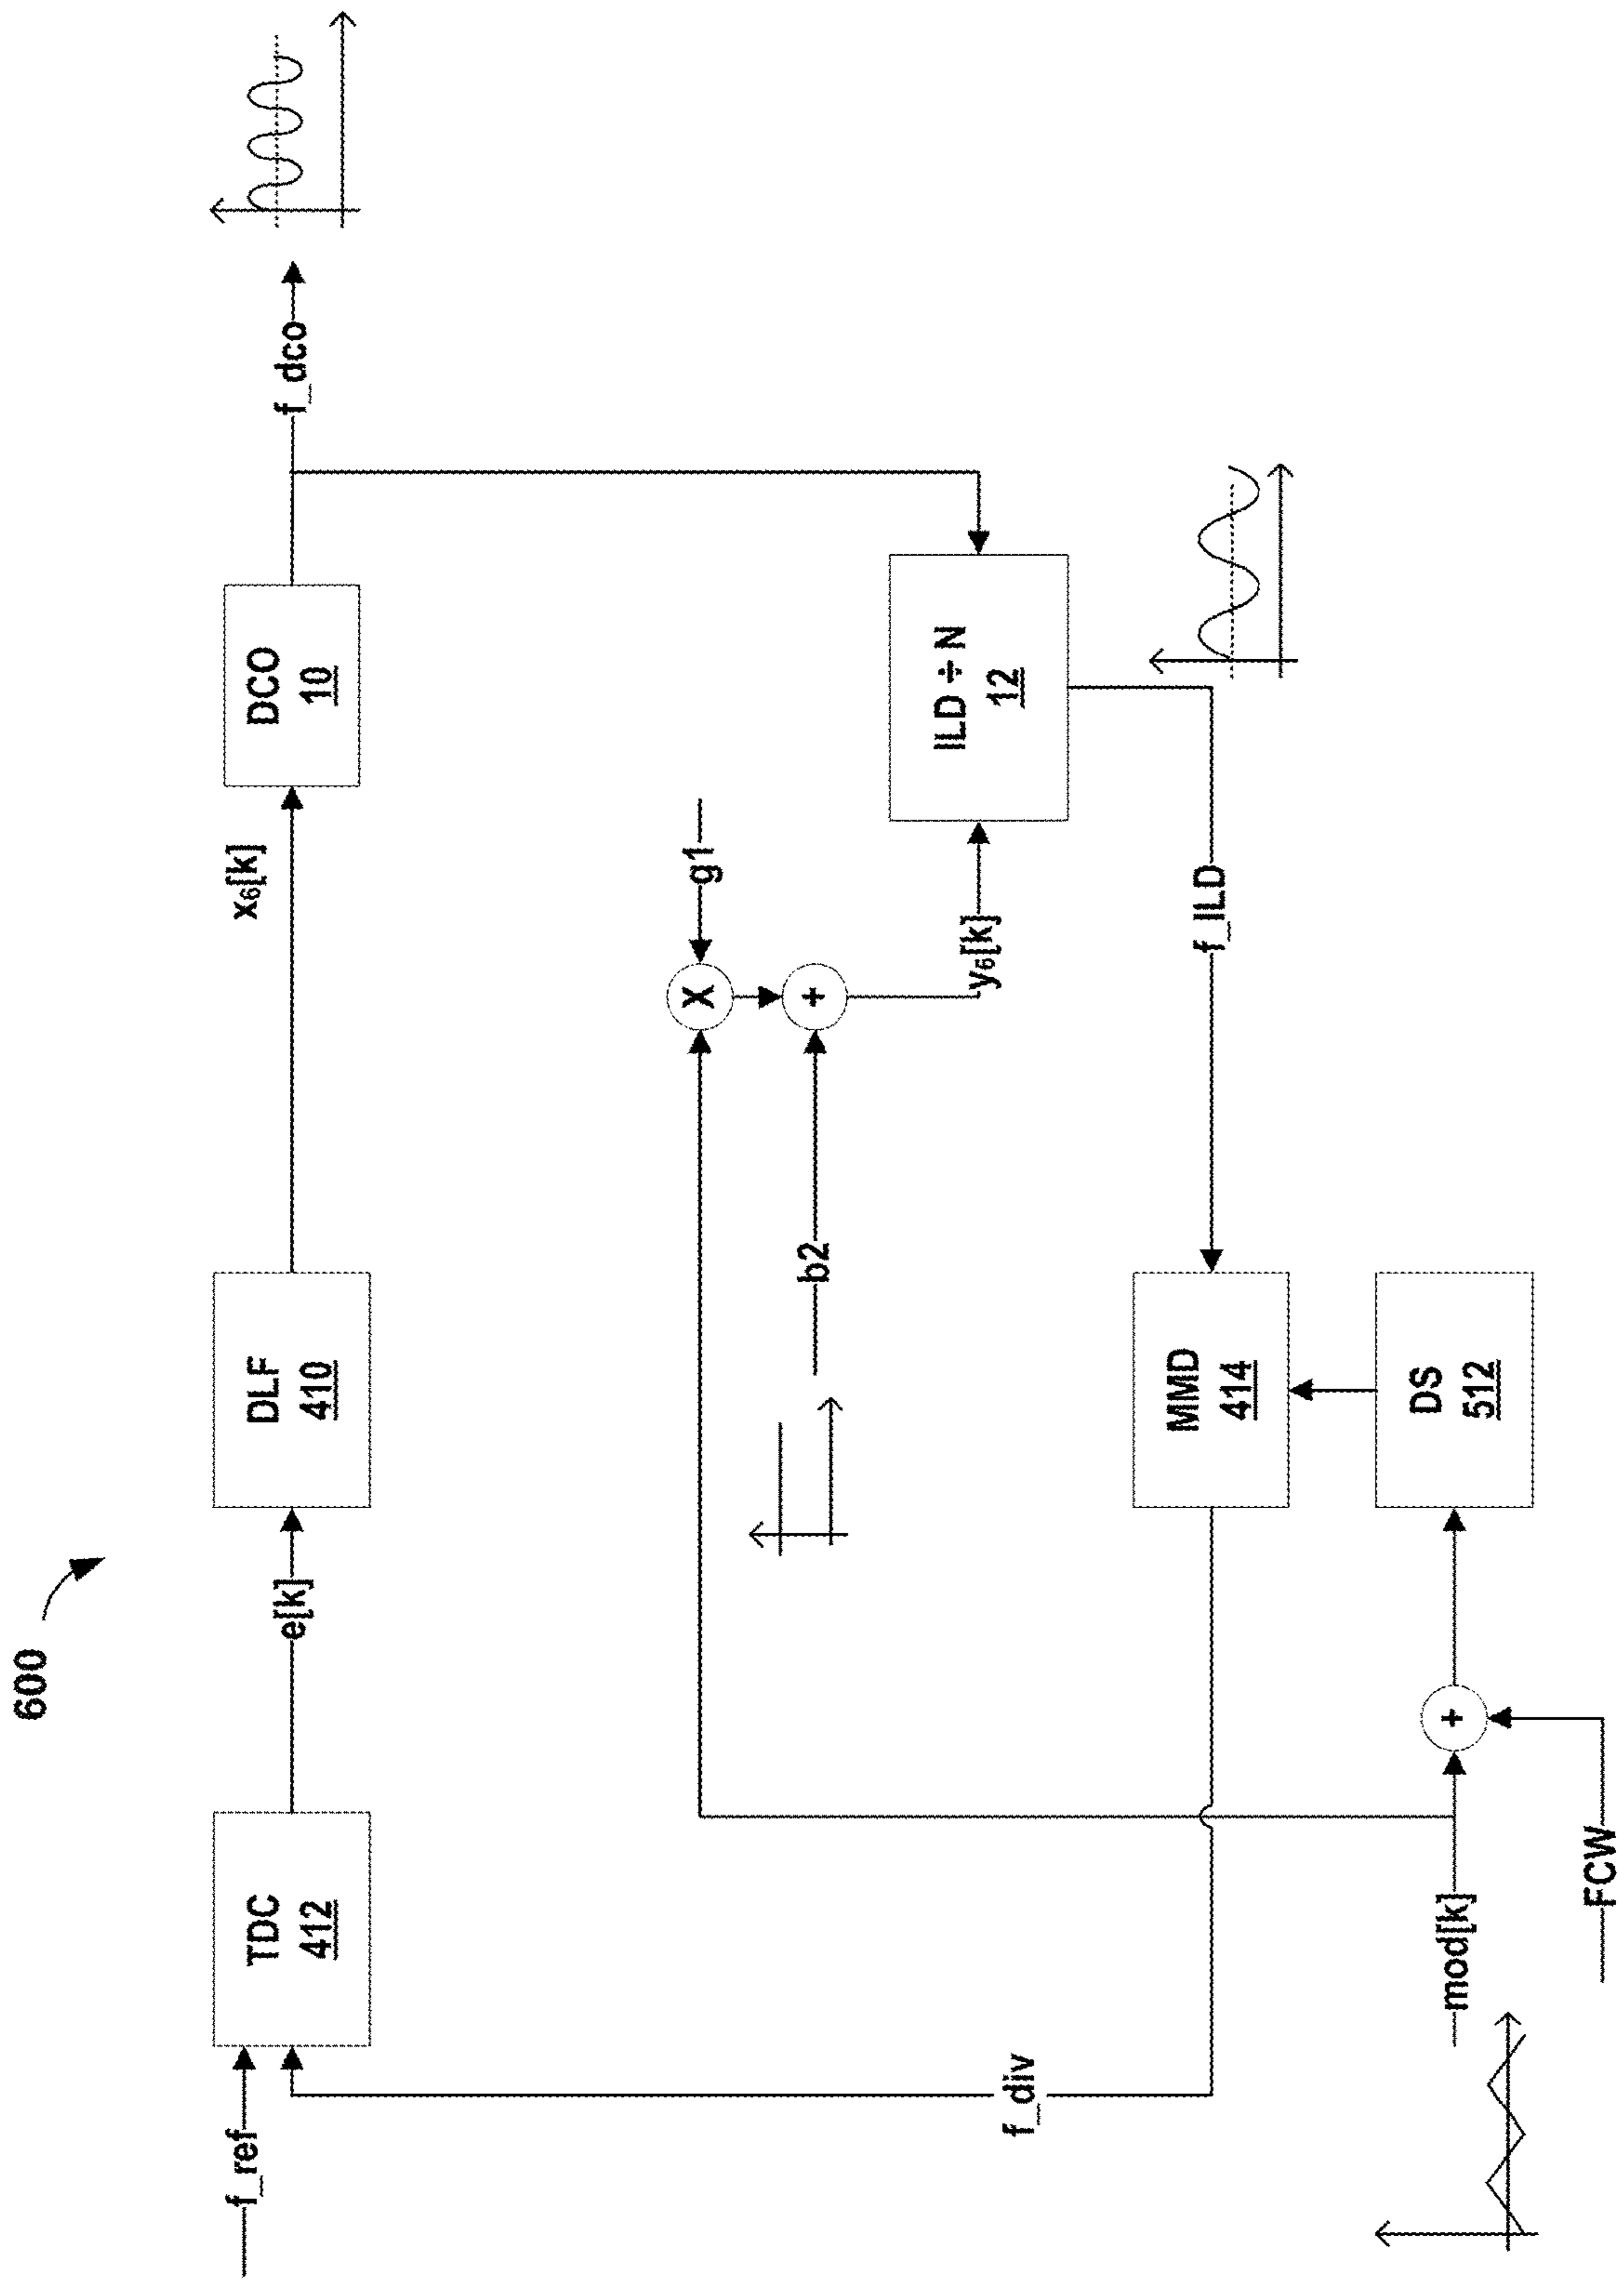 600
f_ref
TDC
412
e[k]
DLF
410
x₆[k]
DCO
10
f_dco
g1
X
+
b2
y₆[k]
ILD ÷ N
12
f_ILD
MMD
414
f_div
DS
512
+
mod[k]
FCW